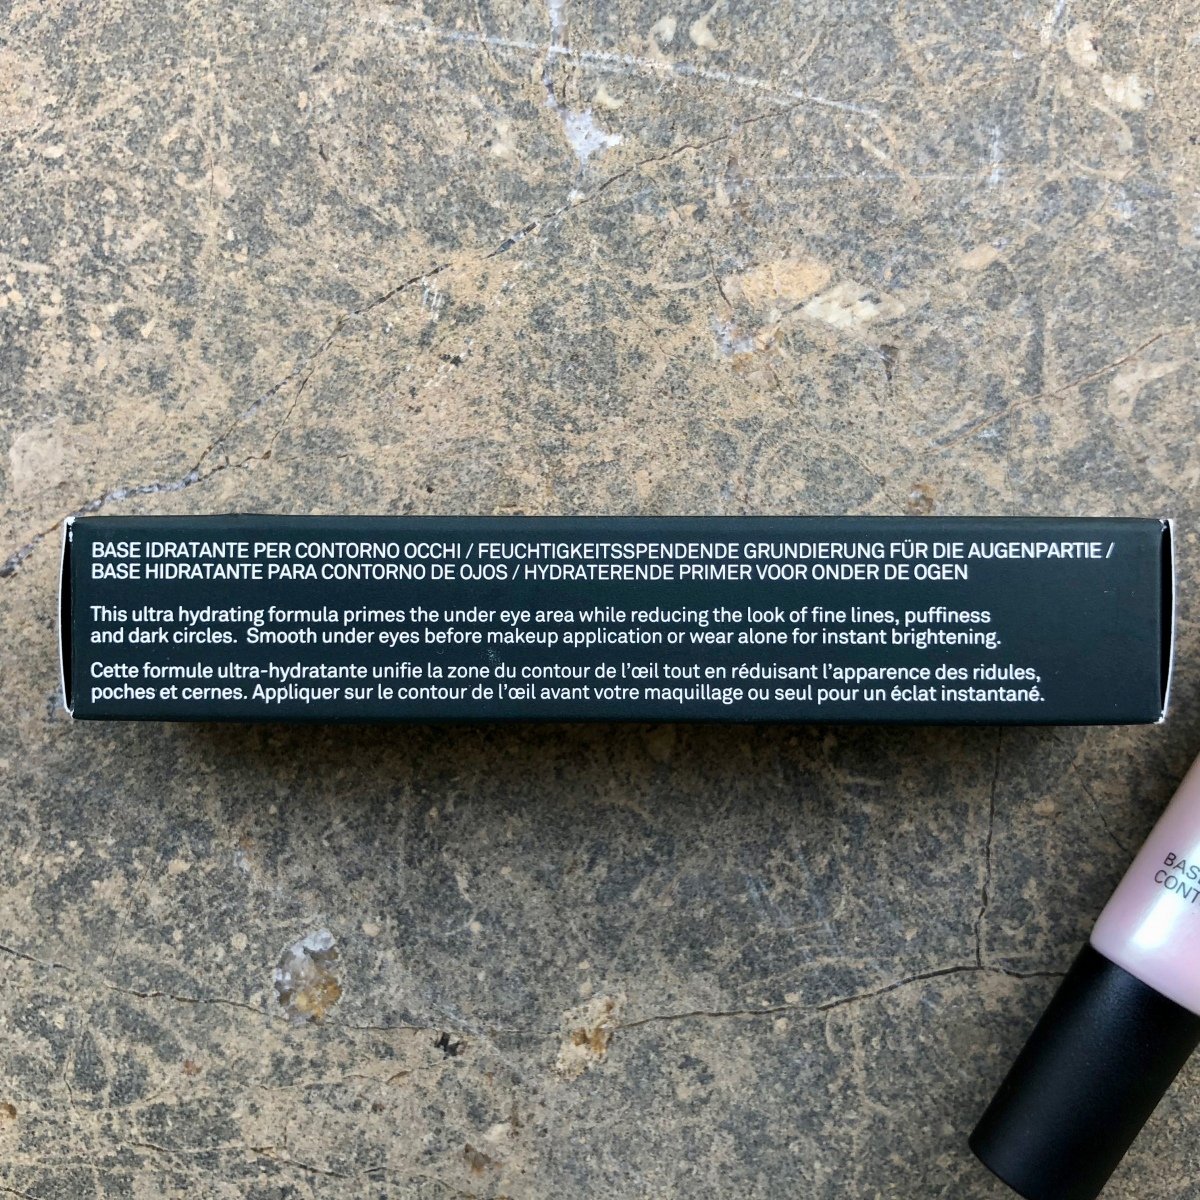 BASE IDRATANTE PER CONTORNO OCCHI / FEUCHTIGKEITSSPENDENDE GRUNDIERUNG FÜR DIE AUGENPARTIE /
BASE HIDRATANTE PARA CONTORNO DE OJOS / HYDRATERENDE PRIMER VOOR ONDER DE OGEN
This ultra hydrating formula primes the under eye area while reducing the look of fine lines, puffiness
and dark circles. Smooth under eyes before makeup application or wear alone for instant brightening.
Cette formule ultra-hydratante unifie la zone du contour de l'œil tout en réduisant l'apparence des ridules,
poches et cernes. Appliquer sur le contour de l'œil avant votre maquillage ou seul pour un éclat instantané.